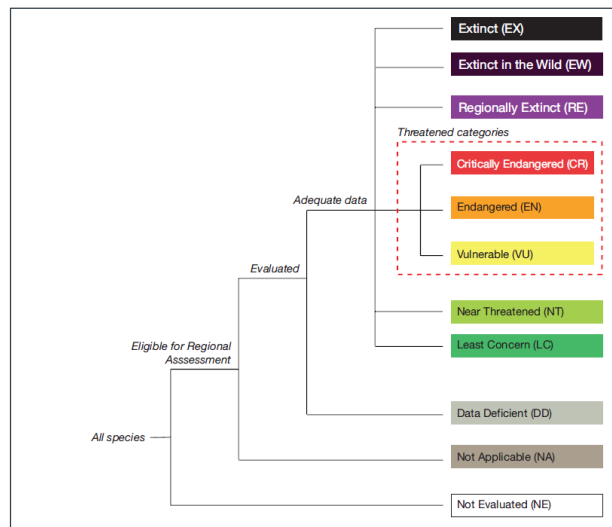 Extinct (EX)
Extinct in the Wild (EW)
Regionally Extinct (RE)
Threatened categories
Critically Endangered (CR)
Adequate data
Endangered (EN)
Vulnerable (VU)
Evaluated
Near Threatened (NT)
Eligible for Regional
Asssessment
Least Concern (LC)
Data Deficient (DD)
All species
Not Applicable (NA)
Not Evaluated (NE)